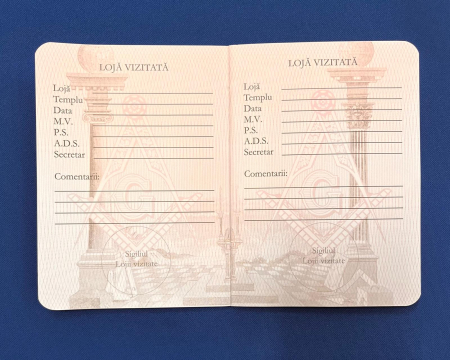 LOJĂ VIZITATĂ
Lojă
Templu
Data
M.V.
P.S.
A.D.S.
Secretar
Comentarii:
Sigiliul
Lojii vizitate
LOJĂ VIZITATĂ
Lojă
Templu
Data
M.V.
P.S.
A.D.S.
Secretar
Comentarii:
Sigiliul
Lojii vizitate